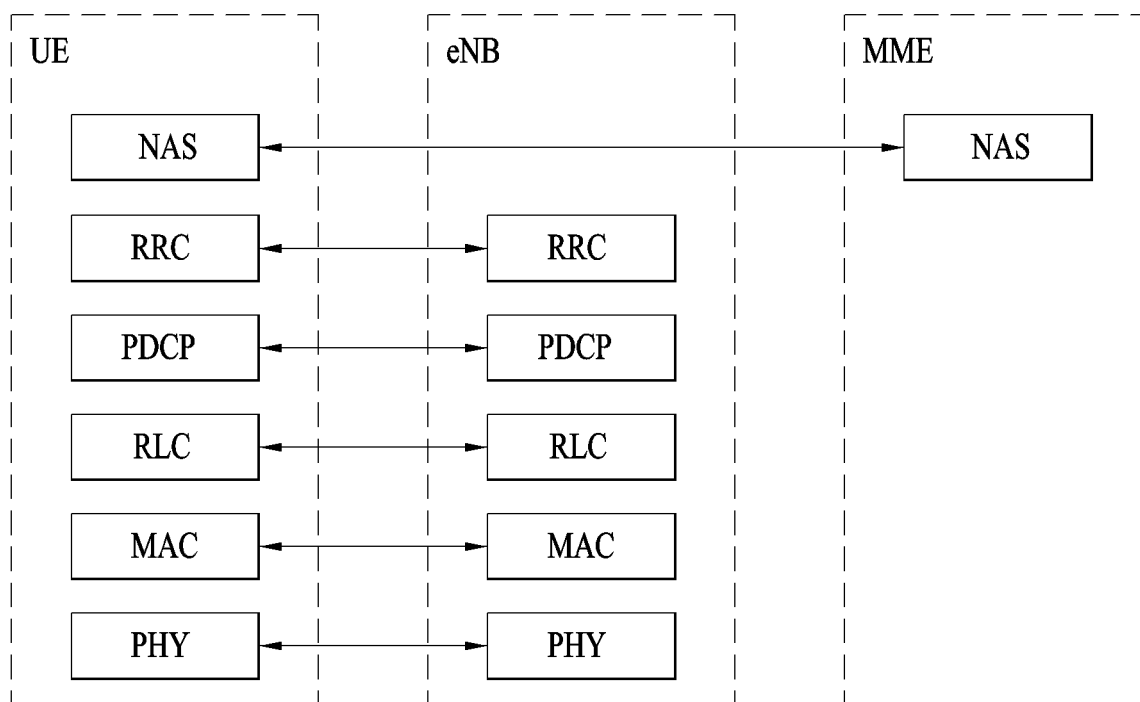 UE eNB MME
NAS NAS
RRC RRC
PDCP PDCP
RLC RLC
MAC MAC
PHY PHY